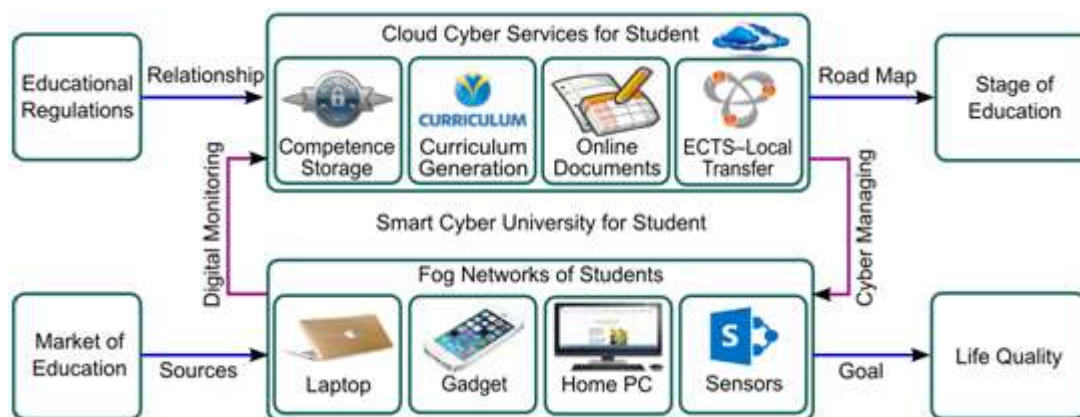 Cloud Cyber Services for Student
Educational
Regulations
Relationship
CURRICULUM
Competence
Storage
Curriculum
Generation
Online
Documents
ECTS–Local
Transfer
Road Map
Stage of
Education
Digital Monitoring
Smart Cyber University for Student
Cyber Managing
Fog Networks of Students
Market of
Education
Sources
Laptop
Gadget
Home PC
S
Sensors
Goal
Life Quality